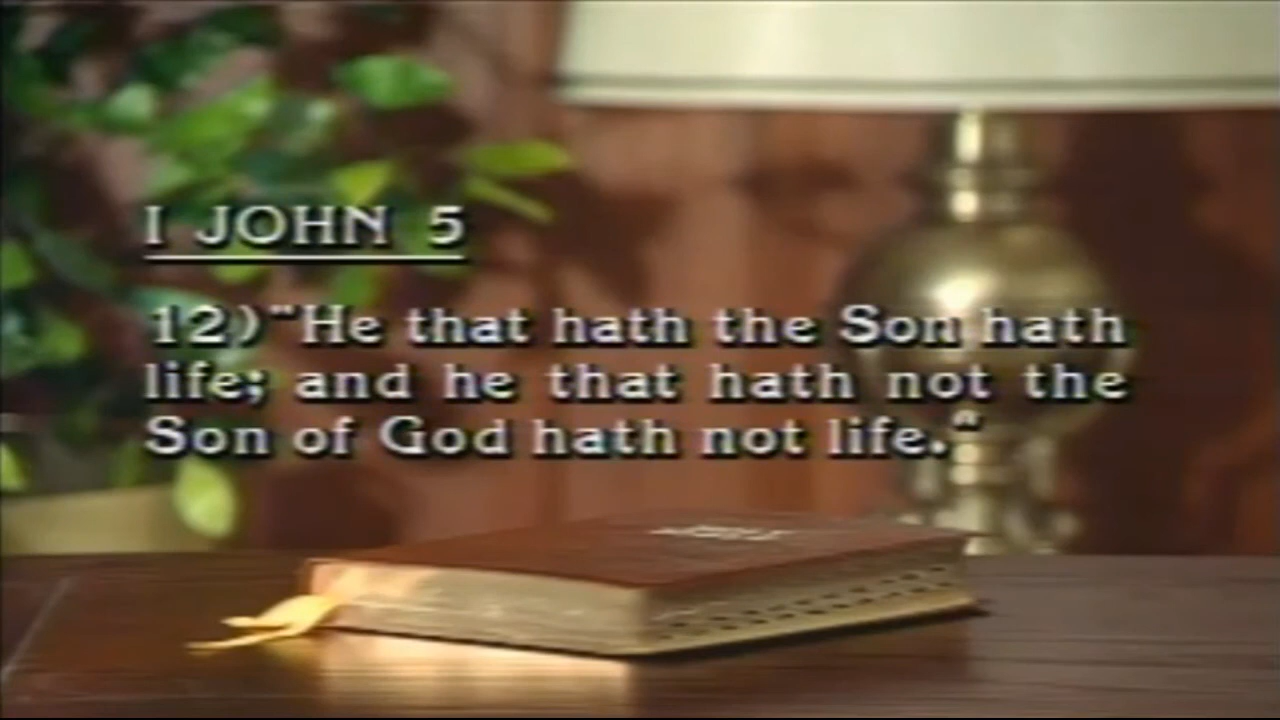 I JOHN 5
12)"He that hath the Son hath
life; and he that hath not the
Son of God hath not life."